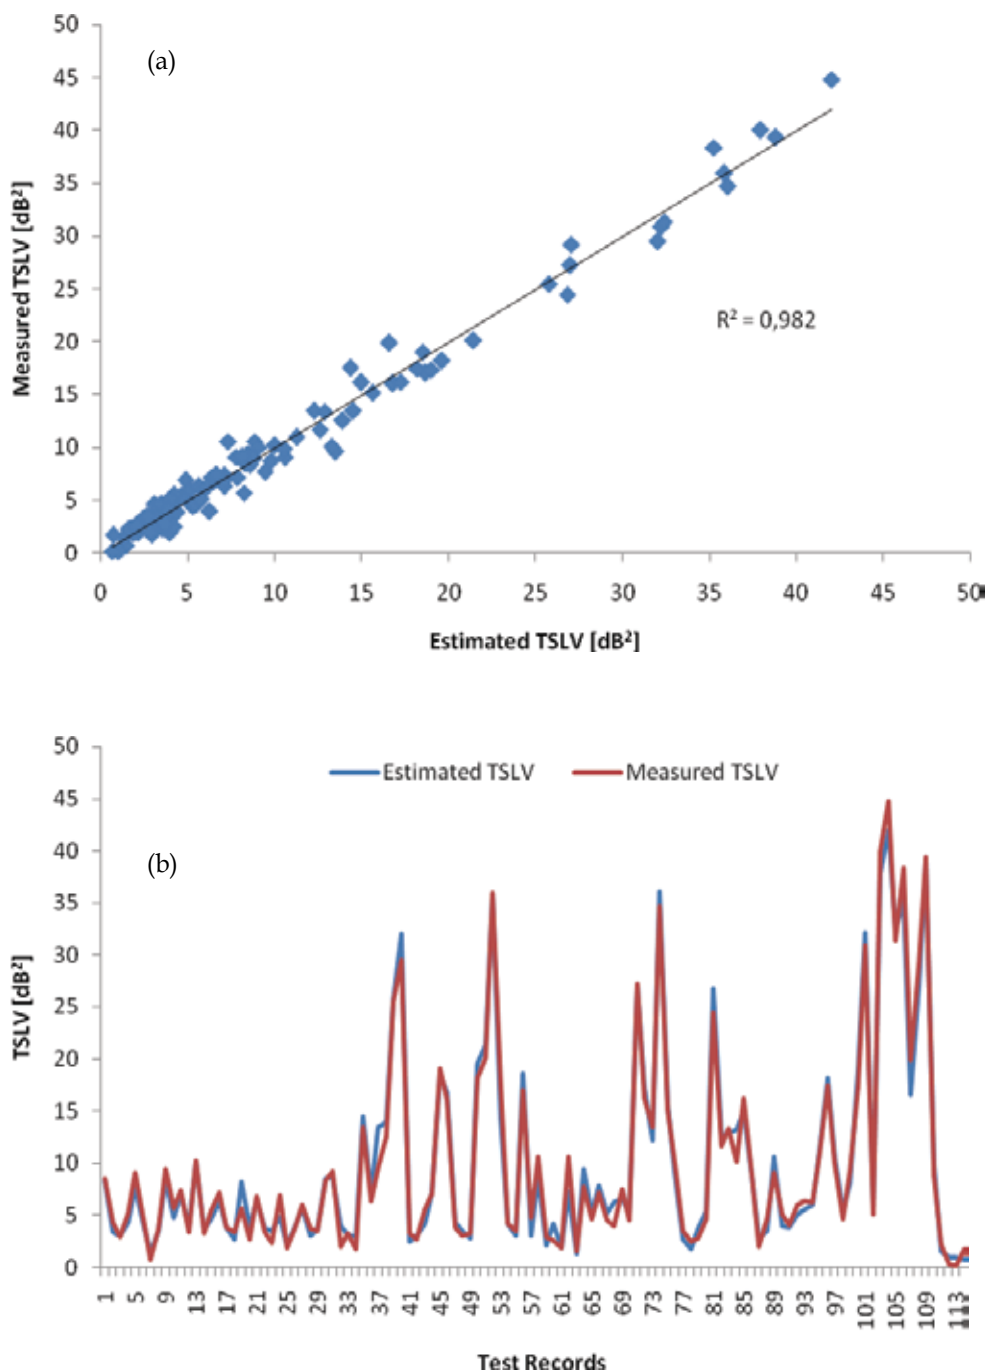 50
(a)
45
40
35
30
25
20
15
10
5
0
Measured TSLV [dB²]
R² = 0,982
0 5 10 15 20 25 30 35 40 45 50
Estimated TSLV [dB²]
50
Estimated TSLV Measured TSLV
45
40
(b)
35
30
25
20
15
10
5
0
TSLV [dB²]
1 5 9 13 17 21 25 29 33 37 41 45 49 53 57 61 65 69 73 77 81 85 89 93 97 101 105 109 113
Test Records